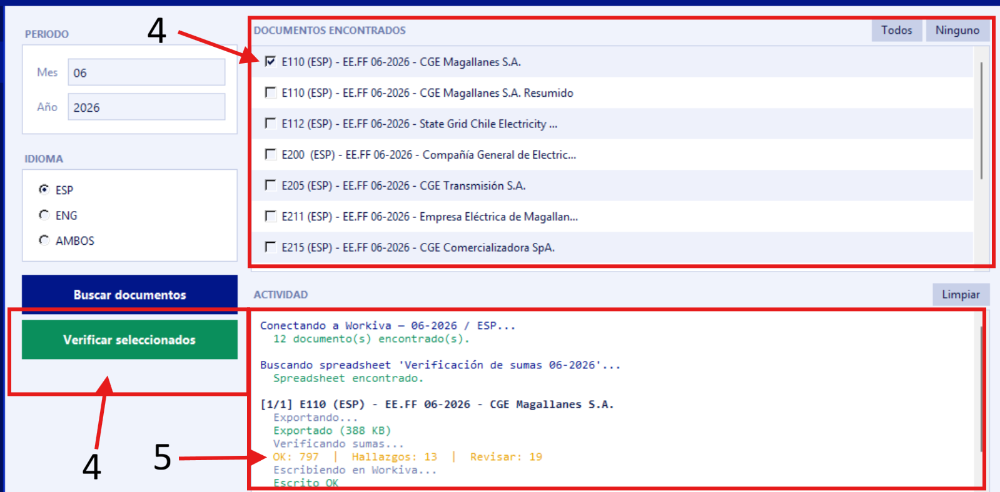 PERIODO
Mes 06
Año 2026
IDIOMA
ESP
ENG
AMBOS
Buscar documentos
Verificar seleccionados
4
4
5
DOCUMENTOS ENCONTRADOS
Todos
Ninguno
E110 (ESP) - EE.FF 06-2026 - CGE Magallanes S.A.
E110 (ESP) - EE.FF 06-2026 - CGE Magallanes S.A. Resumido
E112 (ESP) - EE.FF 06-2026 - State Grid Chile Electricity ...
E200  (ESP) - EE.FF 06-2026 - Compañía General de Electric...
E205 (ESP) - EE.FF 06-2026 - CGE Transmisión S.A.
E211 (ESP) - EE.FF 06-2026 - Empresa Eléctrica de Magallan...
E215 (ESP) - EE.FF 06-2026 - CGE Comercializadora SpA.
ACTIVIDAD
Limpiar
Conectando a Workiva — 06-2026 / ESP...
12 documento(s) encontrado(s).
Buscando spreadsheet 'Verificación de sumas 06-2026'...
Spreadsheet encontrado.
[1/1] E110 (ESP) - EE.FF 06-2026 - CGE Magallanes S.A.
Exportando...
Exportado (388 KB)
Verificando sumas...
OK: 797  |  Hallazgos: 13  |  Revisar: 19
Escribiendo en Workiva...
Escrito OK